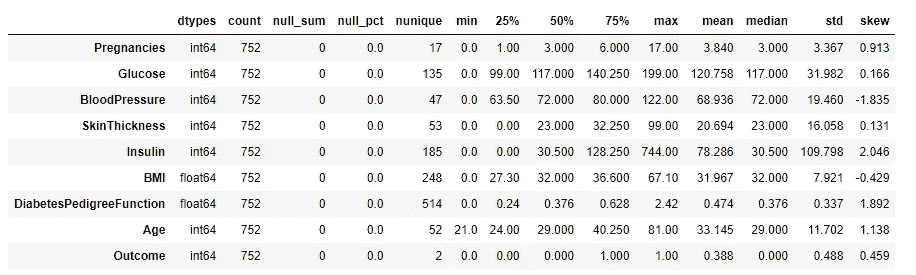 dtypes count null_sum null_pct nunique min 25% 50% 75% max mean median std skew
Pregnancies int64 752 0 0.0 17 0.0 1.00 3.000 6.000 17.00 3.840 3.000 3.367 0.913
Glucose int64 752 0 0.0 135 0.0 99.00 117.000 140.250 199.00 120.758 117.000 31.982 0.166
BloodPressure int64 752 0 0.0 47 0.0 63.50 72.000 80.000 122.00 68.936 72.000 19.460 -1.835
SkinThickness int64 752 0 0.0 53 0.0 0.00 23.000 32.250 99.00 20.694 23.000 16.058 0.131
Insulin int64 752 0 0.0 185 0.0 0.00 30.500 128.250 744.00 78.286 30.500 109.798 2.046
BMI float64 752 0 0.0 248 0.0 27.30 32.000 36.600 67.10 31.967 32.000 7.921 -0.429
DiabetesPedigreeFunction float64 752 0 0.0 514 0.0 0.24 0.376 0.628 2.42 0.474 0.376 0.337 1.892
Age int64 752 0 0.0 52 21.0 24.00 29.000 40.250 81.00 33.145 29.000 11.702 1.138
Outcome int64 752 0 0.0 2 0.0 0.00 0.000 1.000 1.00 0.388 0.000 0.488 0.459